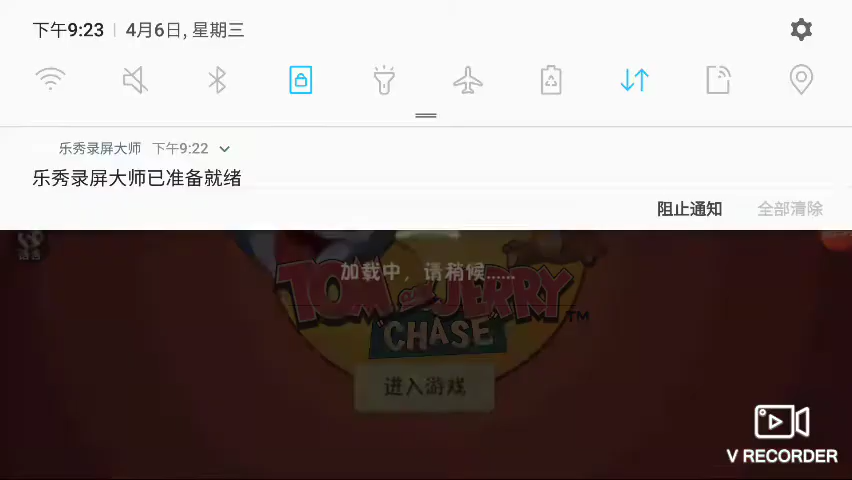 下午9:23 | 4月6日, 星期三
乐秀录屏大师 下午9:22
乐秀录屏大师已准备就绪
阻止通知 全部清除
语言
加载中，请稍候......
TOM and JERRY
"CHASE" TM
进入游戏
V RECORDER